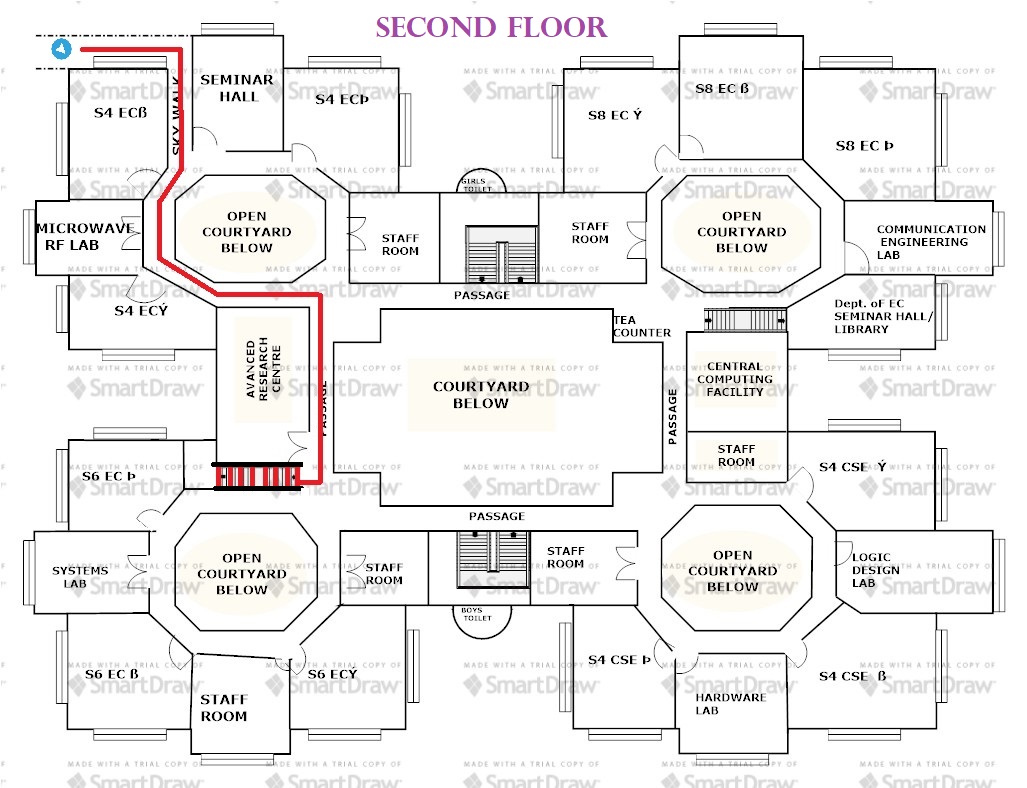 SECOND FLOOR
SEMINAR
HALL
S4 ECß
SKY WALK
S4 ECÞ
S8 EC Ý
S8 EC ß
S8 EC Þ
GIRLS
TOILET
MICROWAVE
RF LAB
OPEN
COURTYARD
BELOW
STAFF
ROOM
STAFF
ROOM
OPEN
COURTYARD
BELOW
COMMUNICATION
ENGINEERING
LAB
S4 ECÝ
PASSAGE
TEA
COUNTER
Dept. of EC
SEMINAR HALL/
LIBRARY
AVANCED
RESEARCH
CENTRE
PASSAGE
COURTYARD
BELOW
PASSAGE
CENTRAL
COMPUTING
FACILITY
STAFF
ROOM
S6 EC Þ
S4 CSE Ý
PASSAGE
SYSTEMS
LAB
OPEN
COURTYARD
BELOW
STAFF
ROOM
STAFF
ROOM
OPEN
COURTYARD
BELOW
LOGIC
DESIGN
LAB
BOYS
TOILET
S6 EC ß
STAFF
ROOM
S6 ECÝ
S4 CSE Þ
HARDWARE
LAB
S4 CSE ß
MADE WITH A TRIAL COPY OF
SmartDraw